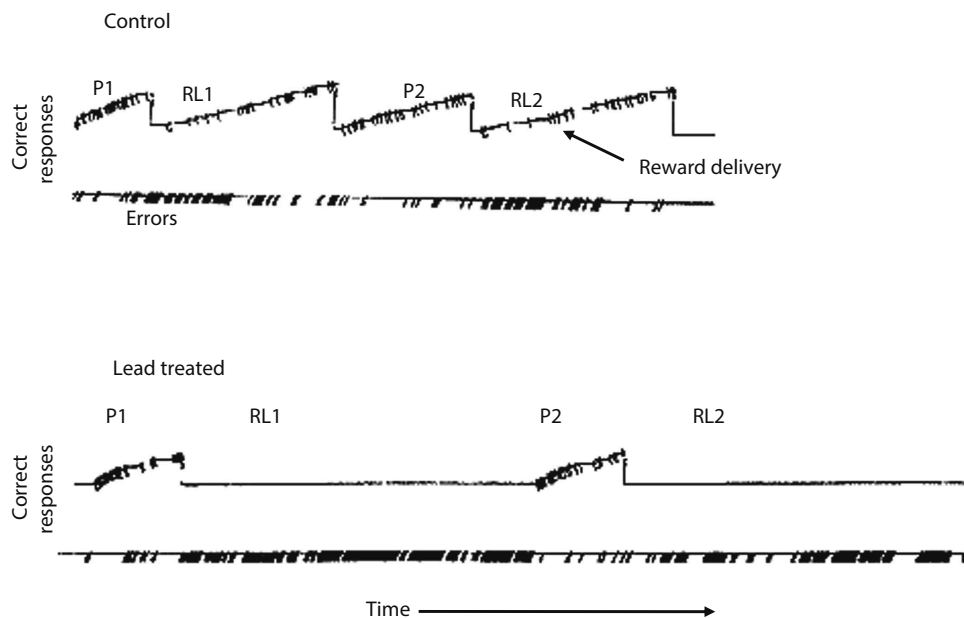 Control
P1
RL1
P2
RL2
Correct
responses
Reward delivery
Errors
Lead treated
P1
RL1
P2
RL2
Correct
responses
Time